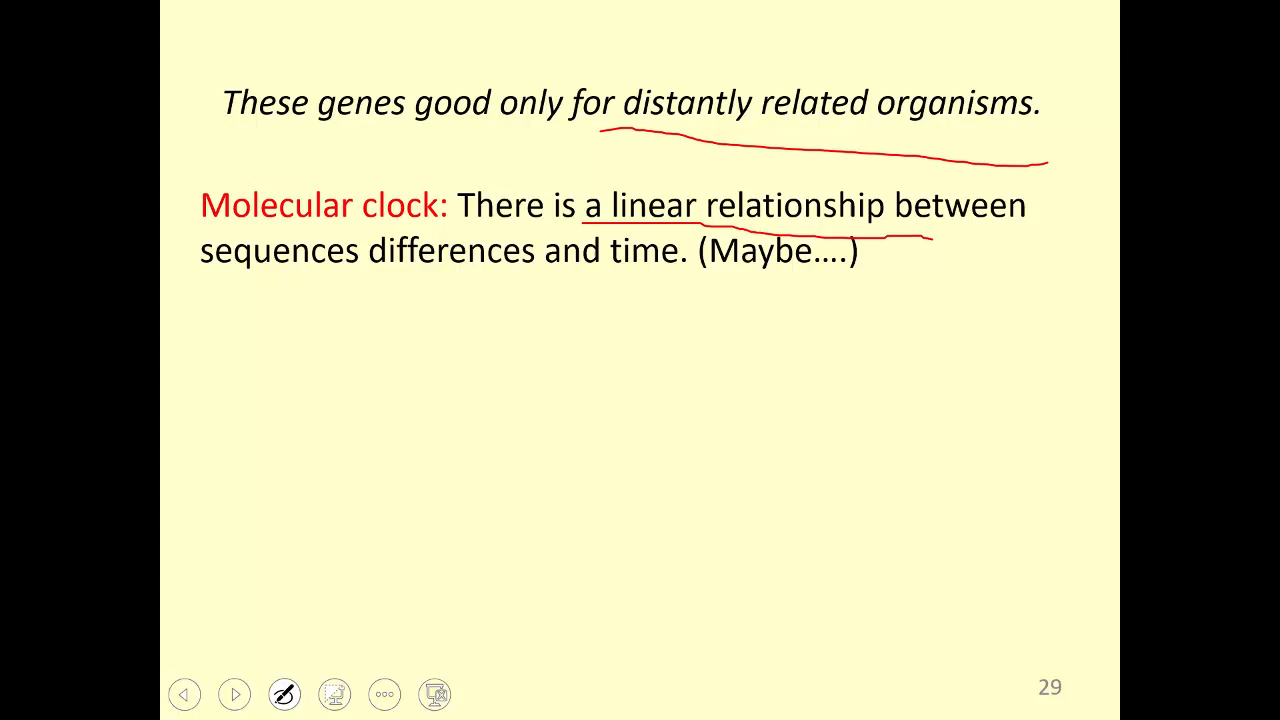 These genes good only for distantly related organisms.
Molecular clock: There is a linear relationship between
sequences differences and time. (Maybe....)
29